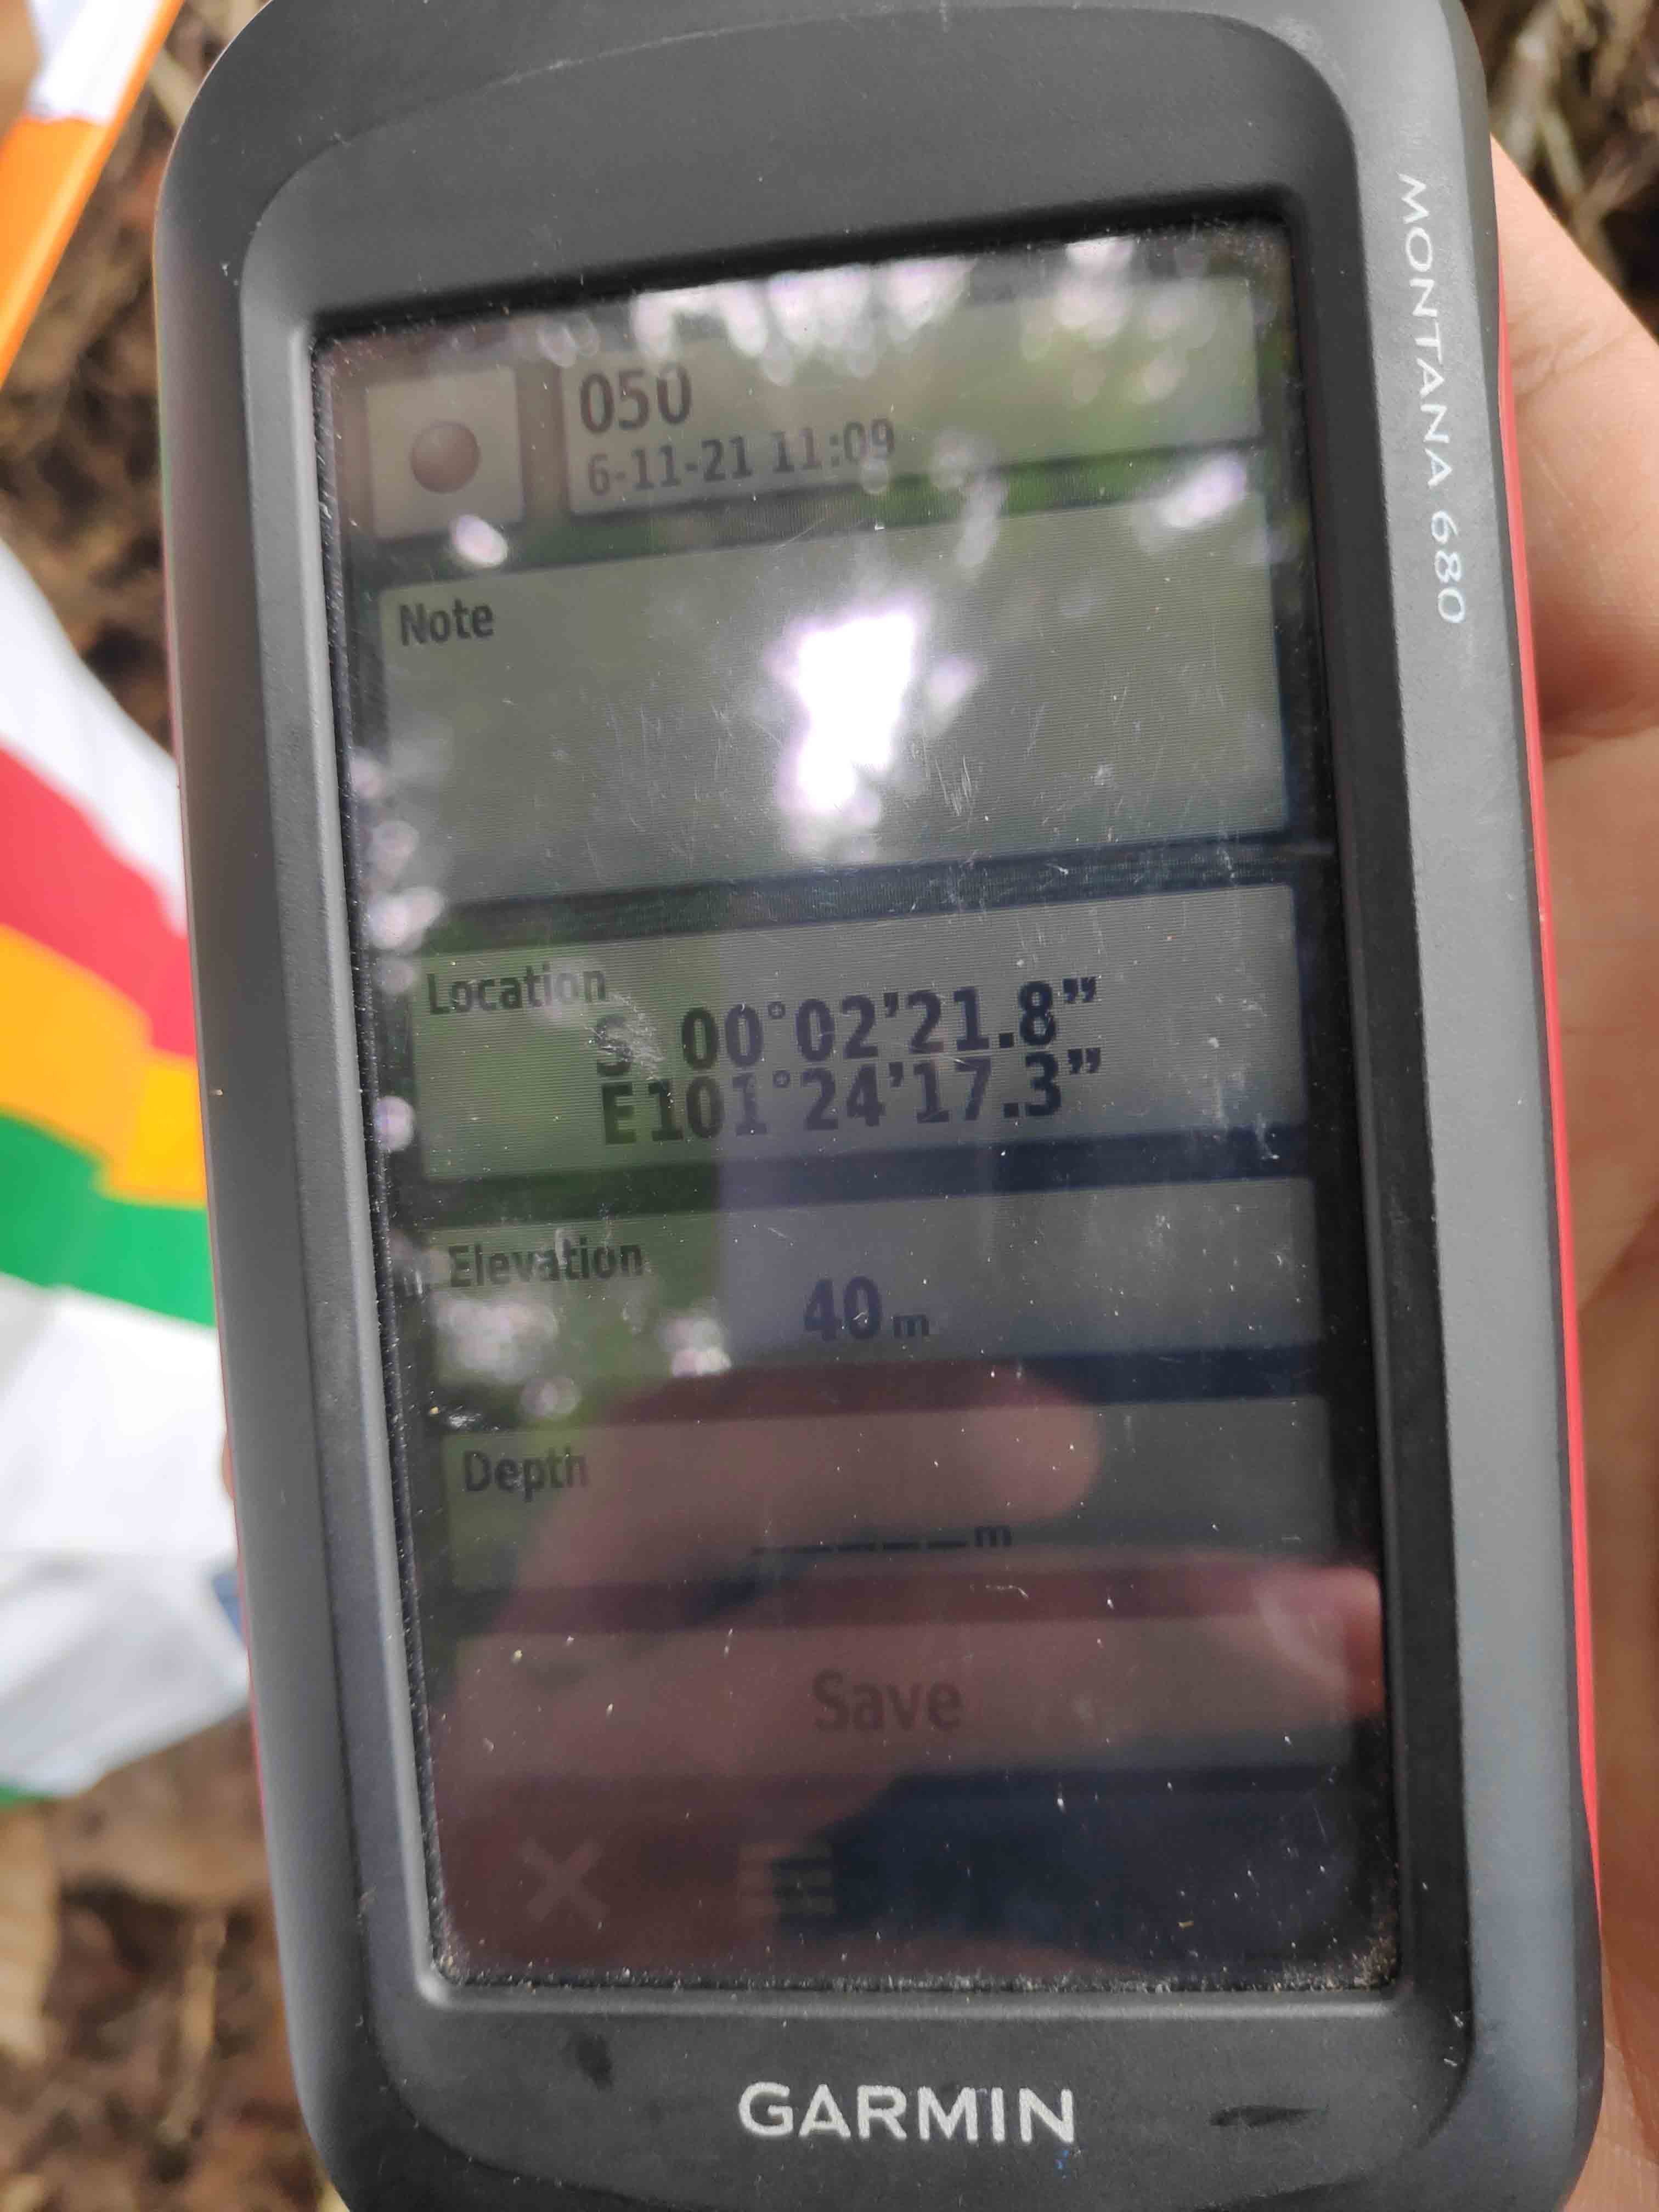 MONTANA 680
050
6-11-21 11:09
Note
Location
S 00°02'21.8"
E101°24'17.3"
Elevation
40m
Depth
_____m
Save
GARMIN